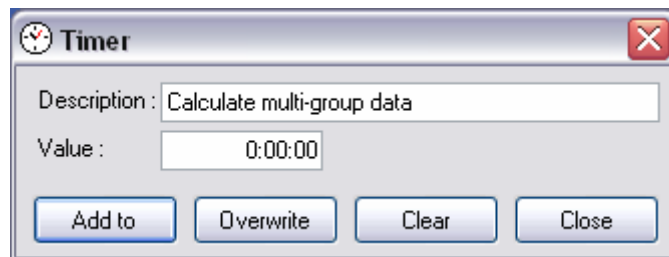 Timer
Description : Calculate multi-group data
Value : 0:00:00
Add to Overwrite Clear Close